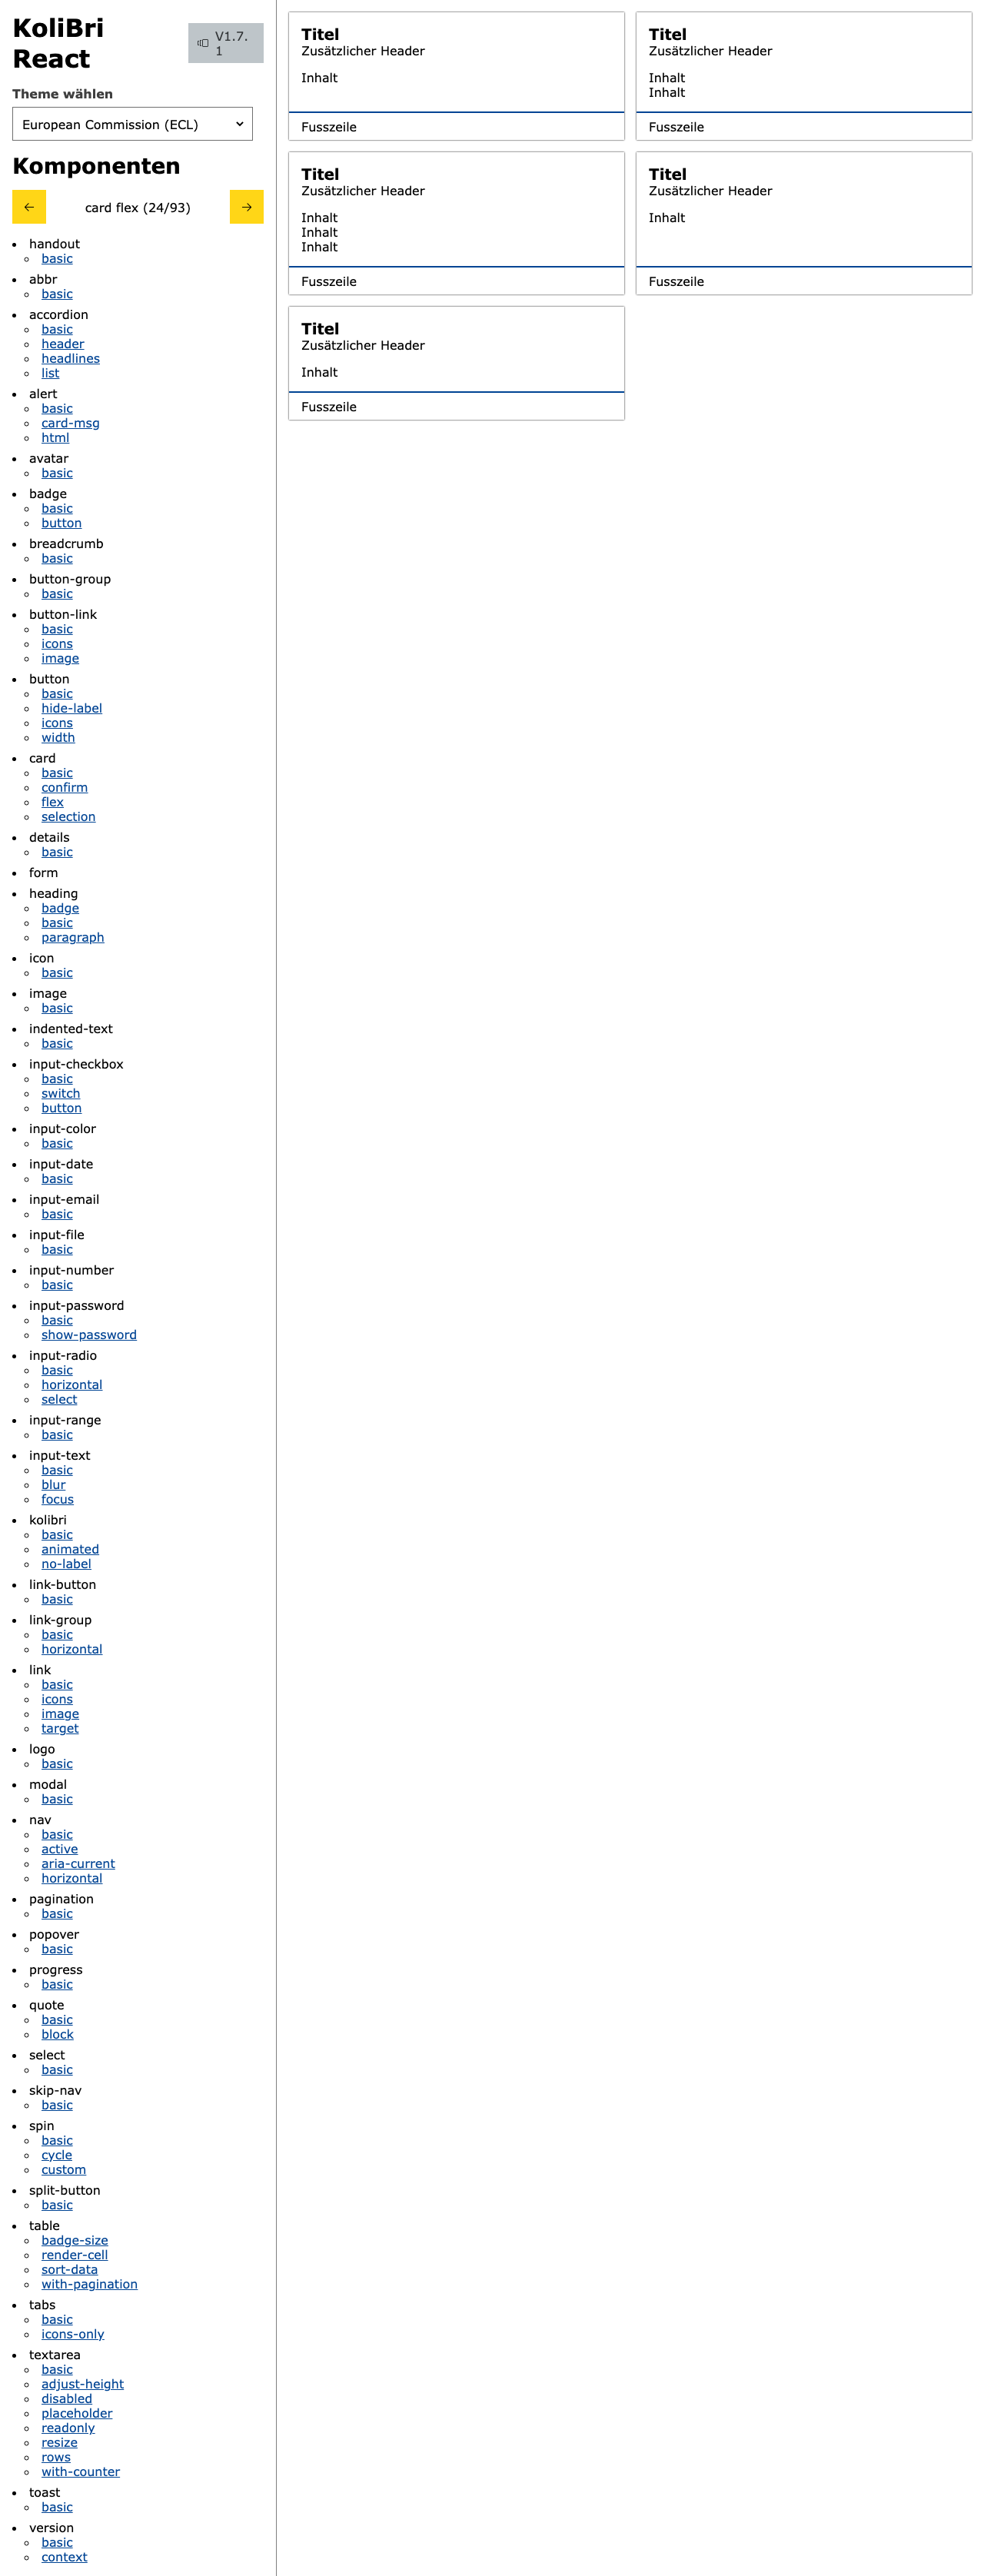 KoliBri
React
V1.7.
1
Theme wählen
European Commission (ECL)
Komponenten
card flex (24/93)
handout
basic
abbr
basic
accordion
basic
header
headlines
list
alert
basic
card-msg
html
avatar
basic
badge
basic
button
breadcrumb
basic
button-group
basic
button-link
basic
icons
image
button
basic
hide-label
icons
width
card
basic
confirm
flex
selection
details
basic
form
heading
badge
basic
paragraph
icon
basic
image
basic
indented-text
basic
input-checkbox
basic
switch
button
input-color
basic
input-date
basic
input-email
basic
input-file
basic
input-number
basic
input-password
basic
show-password
input-radio
basic
horizontal
select
input-range
basic
input-text
basic
blur
focus
kolibri
basic
animated
no-label
link-button
basic
link-group
basic
horizontal
link
basic
icons
image
target
logo
basic
modal
basic
nav
basic
active
aria-current
horizontal
pagination
basic
popover
basic
progress
basic
quote
basic
block
select
basic
skip-nav
basic
spin
basic
cycle
custom
split-button
basic
table
badge-size
render-cell
sort-data
with-pagination
tabs
basic
icons-only
textarea
basic
adjust-height
disabled
placeholder
readonly
resize
rows
with-counter
toast
basic
version
basic
context
Titel
Zusätzlicher Header
Inhalt
Fusszeile
Titel
Zusätzlicher Header
Inhalt
Inhalt
Fusszeile
Titel
Zusätzlicher Header
Inhalt
Inhalt
Inhalt
Fusszeile
Titel
Zusätzlicher Header
Inhalt
Fusszeile
Titel
Zusätzlicher Header
Inhalt
Fusszeile